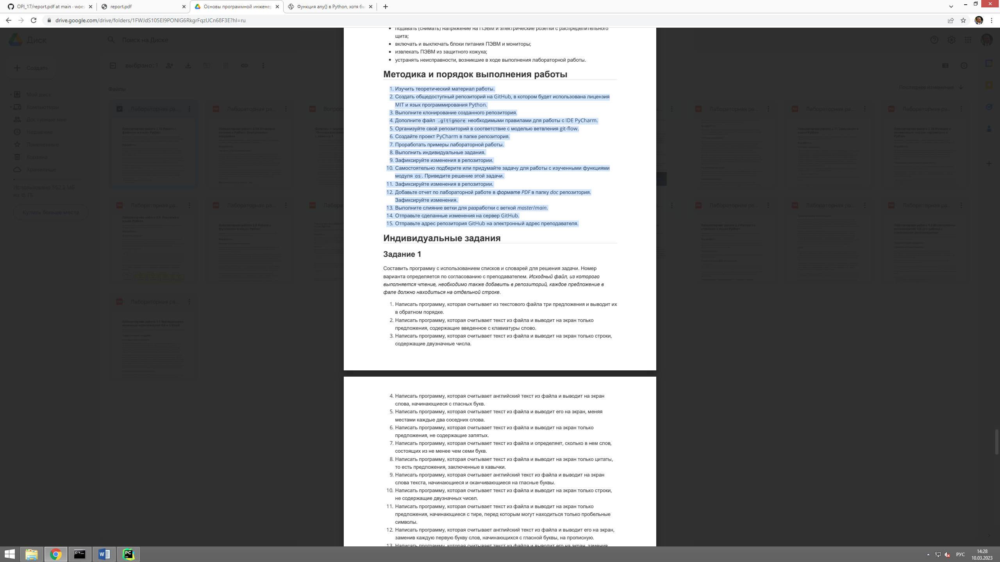 OPI_17/report.pdf at main · woes
report.pdf
Основы программной инженер
Функция any() в Python, хотя бы
drive.google.com/drive/folders/1FWJdS105EI9PONIG6RkgrFqzUCn68F3E?hl=ru
Диск
Поиск на Диске
Создать
выбрано: 1
Мой диск
Компьютеры
Доступные мне
Недавние
Помеченные
Корзина
Хранилище
Использовано 552,2 МБ
из 15 ГБ
Купить больше места
Файлы
Последнее изменение
Лабораторная ра...
Лабораторная ра...
Вопрос
Лабораторная ра...
Лабораторная ра...
Лабораторная ра...
Лабораторная ра...
Лабораторная ра...
Лабора
Лабораторная ра...
Лабораторная ра...
Лабораторная ра...
Лабораторная ра...
подавать (снимать) напряжение на ПЭВМ и электрические розетки с распределительного
щита;
включать и выключать блоки питания ПЭВМ и мониторы;
извлекать ПЭВМ из защитного кожуха;
устранять неисправности, возникшие в ходе выполнения лабораторной работы.
Методика и порядок выполнения работы
1. Изучить теоретический материал работы.
2. Создать общедоступный репозиторий на GitHub, в котором будет использована лицензия
MIT и язык программирования Python.
3. Выполните клонирование созданного репозитория.
4. Дополните файл .gitignore необходимыми правилами для работы с IDE PyCharm.
5. Организуйте свой репозиторий в соответствие с моделью ветвления git-flow.
6. Создайте проект PyCharm в папке репозитория.
7. Проработать примеры лабораторной работы.
8. Выполнить индивидуальные задания.
9. Зафиксируйте изменения в репозитории.
10. Самостоятельно подберите или придумайте задачу для работы с изученными функциями
модуля os. Приведите решение этой задачи.
11. Зафиксируйте изменения в репозитории.
12. Добавьте отчет по лабораторной работе в формате PDF в папку doc репозитория.
Зафиксируйте изменения.
13. Выполните слияние ветки для разработки с веткой master/main.
14. Отправьте сделанные изменения на сервер GitHub.
15. Отправьте адрес репозитория GitHub на электронный адрес преподавателя.
Индивидуальные задания
Задание 1
Составить программу с использованием списков и словарей для решения задачи. Номер
варианта определяется по согласованию с преподавателем. Исходный файл, из которого
выполняется чтение, необходимо также добавить в репозиторий, каждое предложение в
фале должно находиться на отдельной строке.
1. Написать программу, которая считывает из текстового файла три предложения и выводит их
в обратном порядке.
2. Написать программу, которая считывает текст из файла и выводит на экран только
предложения, содержащие введенное с клавиатуры слово.
3. Написать программу, которая считывает текст из файла и выводит на экран только строки,
содержащие двузначные числа.
4. Написать программу, которая считывает английский текст из файла и выводит на экран
слова, начинающиеся с гласных букв.
5. Написать программу, которая считывает текст из файла и выводит его на экран, меняя
местами каждые два соседних слова.
6. Написать программу, которая считывает текст из файла и выводит на экран только
предложения, не содержащие запятых.
7. Написать программу, которая считывает текст из файла и определяет, сколько в нем слов,
состоящих из не менее чем семи букв.
8. Написать программу, которая считывает текст из файла и выводит на экран только цитаты,
то есть предложения, заключенные в кавычки.
9. Написать программу, которая считывает английский текст из файла и выводит на экран
слова текста, начинающиеся и оканчивающиеся на гласные буквы.
10. Написать программу, которая считывает текст из файла и выводит на экран только строки,
не содержащие двузначных чисел.
11. Написать программу, которая считывает текст из файла и выводит на экран только
предложения, начинающиеся с тире, перед которым могут находиться только пробельные
символы.
12. Написать программу, которая считывает английский текст из файла и выводит его на экран,
заменив каждую первую букву слов, начинающихся с гласной буквы, на прописную.
13. Написать программу, которая считывает текст из файла и выводит его на экран, заменив
РУС
14:28
10.03.2023